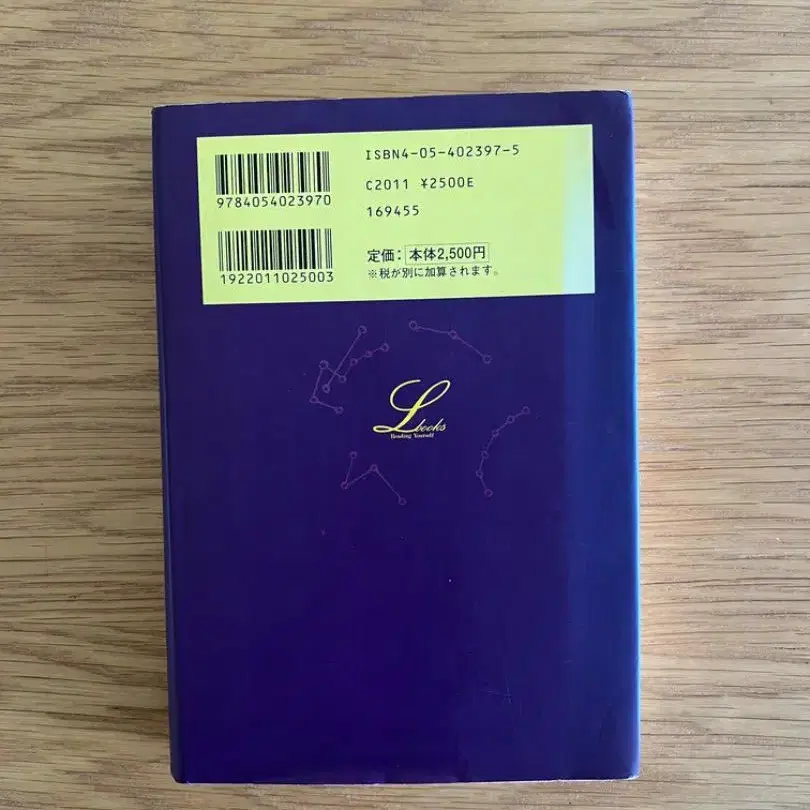 9784054023970
1922011025003
ISBN4-05-402397-5
C2011 ¥2500E
169455
定価：本体2,500円
※税が別に加算されます。
L books
Reading Yourself